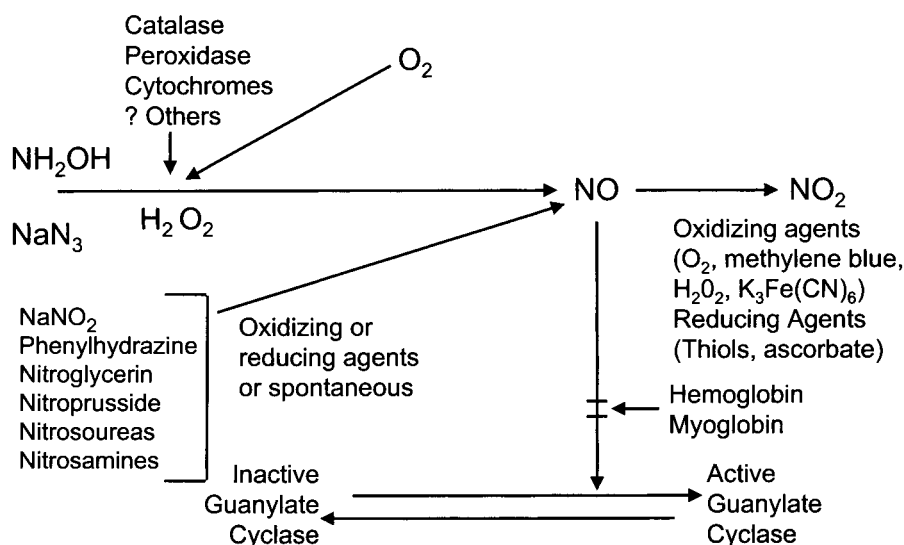 Catalase
Peroxidase
Cytochromes
? Others
O₂
NH₂OH
NaN₃
H₂ O₂
NO
NO₂
Oxidizing agents
(O₂, methylene blue,
H₂0₂, K₃Fe(CN)₆)
Reducing Agents
(Thiols, ascorbate)
NaNO₂
Phenylhydrazine
Nitroglycerin
Nitroprusside
Nitrosoureas
Nitrosamines
Oxidizing or
reducing agents
or spontaneous
Hemoglobin
Myoglobin
Inactive
Guanylate
Cyclase
Active
Guanylate
Cyclase